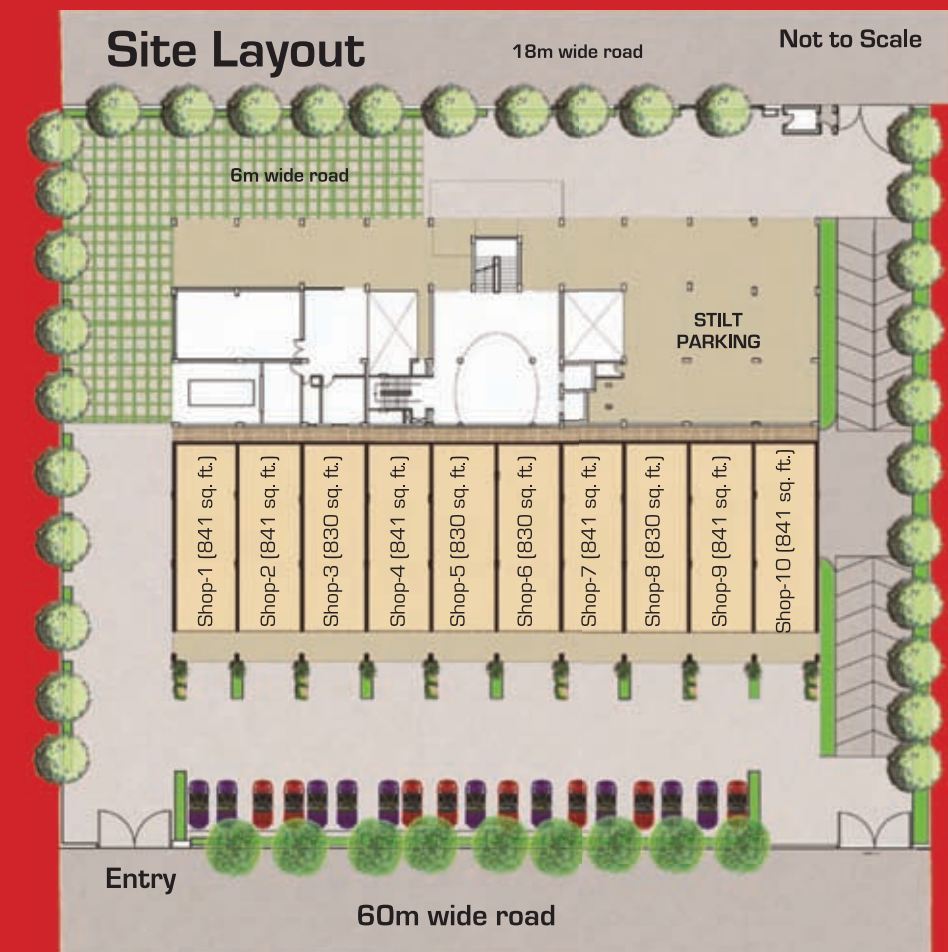 Site Layout
18m wide road
Not to Scale
6m wide road
STILT
PARKING
Shop-1 (841 sq. ft.)
Shop-2 (841 sq. ft.)
Shop-3 (830 sq. ft.)
Shop-4 (841 sq. ft.)
Shop-5 (830 sq. ft.)
Shop-6 (830 sq. ft.)
Shop-7 (841 sq. ft.)
Shop-8 (830 sq. ft.)
Shop-9 (841 sq. ft.)
Shop-10 (841 sq. ft.)
Entry
60m wide road